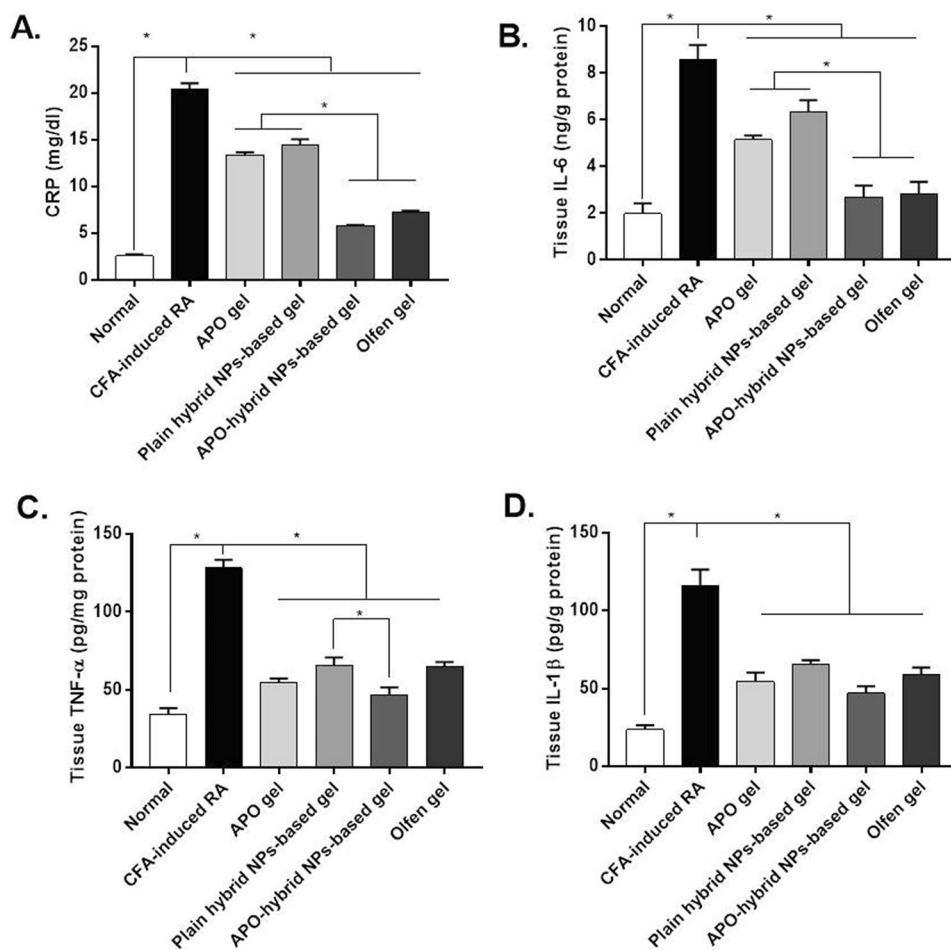 A.
* *
25
20
15
10
5
0
CRP (mg/dl)
*
Normal
CFA-induced RA
APO gel
Plain hybrid NPs-based gel
APO-hybrid NPs-based gel
Olfen gel
B.
* *
10
8
6
4
2
0
Tissue IL-6 (ng/g protein)
*
Normal
CFA-induced RA
APO gel
Plain hybrid NPs-based gel
APO-hybrid NPs-based gel
Olfen gel
C.
* *
150
100
50
0
Tissue TNF-α (pg/mg protein)
*
Normal
CFA-induced RA
APO gel
Plain hybrid NPs-based gel
APO-hybrid NPs-based gel
Olfen gel
D.
* *
150
100
50
0
Tissue IL-1β (pg/g protein)
Normal
CFA-induced RA
APO gel
Plain hybrid NPs-based gel
APO-hybrid NPs-based gel
Olfen gel